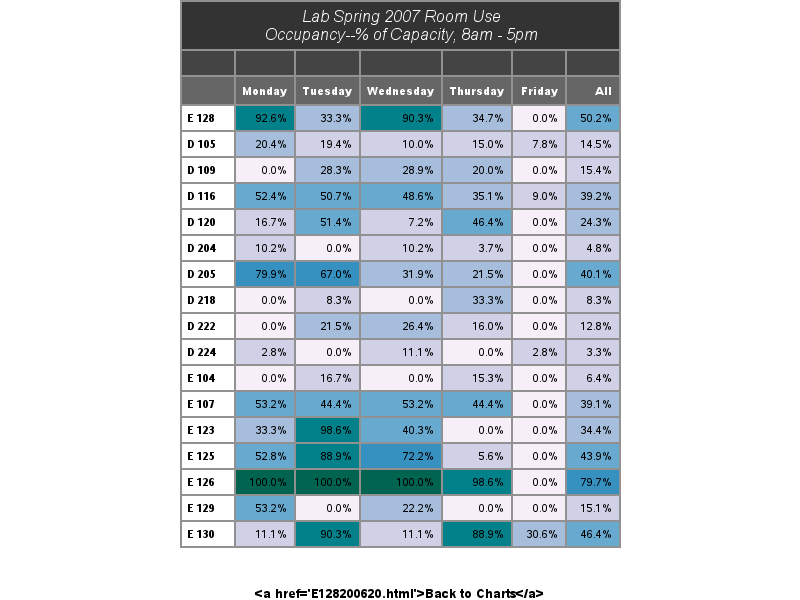 Lab Spring 2007 Room Use
Occupancy--% of Capacity, 8am - 5pm
Monday Tuesday Wednesday Thursday Friday All
E 128 92.6% 33.3% 90.3% 34.7% 0.0% 50.2%
D 105 20.4% 19.4% 10.0% 15.0% 7.8% 14.5%
D 109 0.0% 28.3% 28.9% 20.0% 0.0% 15.4%
D 116 52.4% 50.7% 48.6% 35.1% 9.0% 39.2%
D 120 16.7% 51.4% 7.2% 46.4% 0.0% 24.3%
D 204 10.2% 0.0% 10.2% 3.7% 0.0% 4.8%
D 205 79.9% 67.0% 31.9% 21.5% 0.0% 40.1%
D 218 0.0% 8.3% 0.0% 33.3% 0.0% 8.3%
D 222 0.0% 21.5% 26.4% 16.0% 0.0% 12.8%
D 224 2.8% 0.0% 11.1% 0.0% 2.8% 3.3%
E 104 0.0% 16.7% 0.0% 15.3% 0.0% 6.4%
E 107 53.2% 44.4% 53.2% 44.4% 0.0% 39.1%
E 123 33.3% 98.6% 40.3% 0.0% 0.0% 34.4%
E 125 52.8% 88.9% 72.2% 5.6% 0.0% 43.9%
E 126 100.0% 100.0% 100.0% 98.6% 0.0% 79.7%
E 129 53.2% 0.0% 22.2% 0.0% 0.0% 15.1%
E 130 11.1% 90.3% 11.1% 88.9% 30.6% 46.4%
<a href='E128200620.html'>Back to Charts</a>